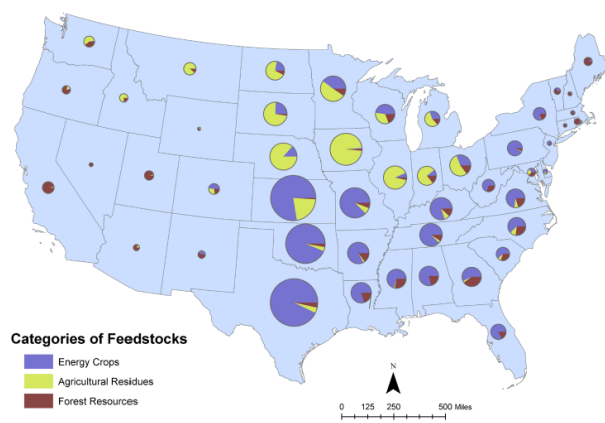 N
Categories of Feedstocks
Energy Crops
Agricultural Residues
Forest Resources
0 125 250 500 Miles